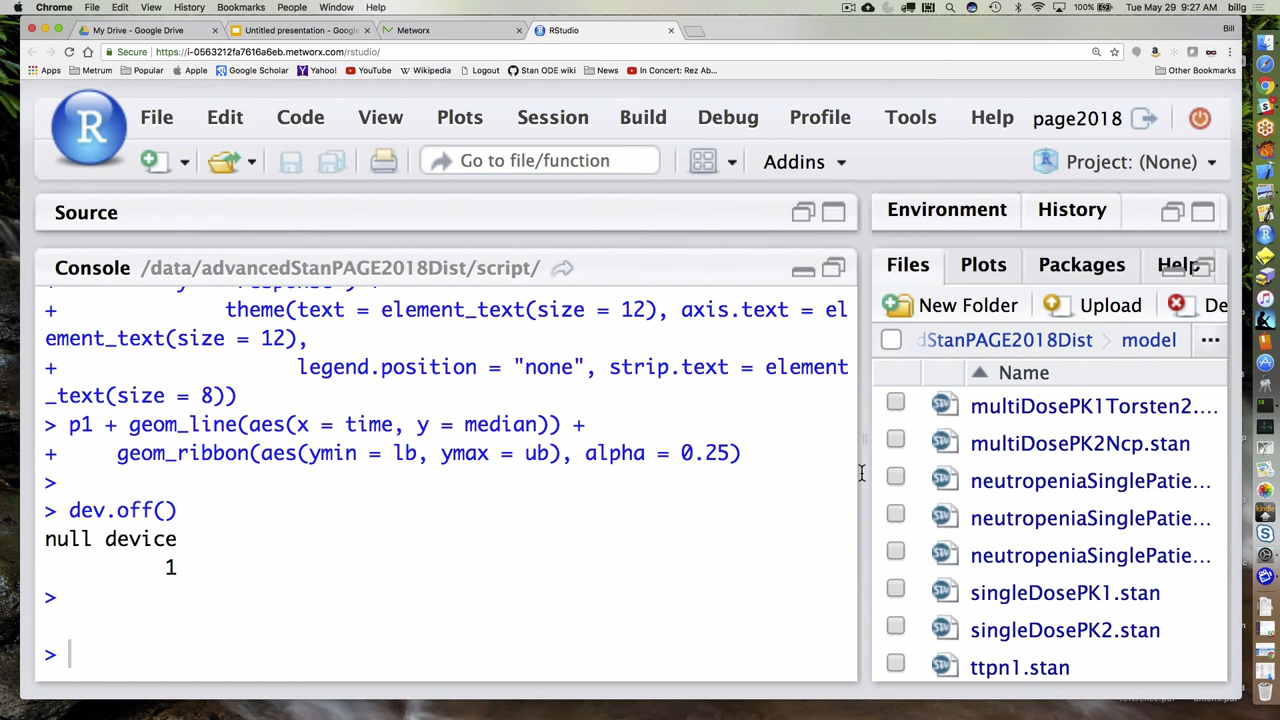 Chrome File Edit View History Bookmarks People Window Help 100% Tue May 29 9:27 AM billg
My Drive - Google Drive Untitled presentation - Google Metworx RStudio Bill
Secure https://i-0563212fa7616a6eb.metworx.com/rstudio/
Apps Metrum Popular Apple Google Scholar Yahoo! YouTube Wikipedia Logout Stan ODE wiki News In Concert: Rez Ab... Other Bookmarks
R File Edit Code View Plots Session Build Debug Profile Tools Help page2018
Go to file/function Addins Project: (None)
Source
Console /data/advancedStanPAGE2018Dist/script/
+ theme(text = element_text(size = 12), axis.text = el
ement_text(size = 12),
+ legend.position = "none", strip.text = element
_text(size = 8))
> p1 + geom_line(aes(x = time, y = median)) +
+ geom_ribbon(aes(ymin = lb, ymax = ub), alpha = 0.25)
>
> dev.off()
null device
1
>
>
Environment History
Files Plots Packages Help
New Folder Upload De
dStanPAGE2018Dist > model ...
Name
multiDosePK1Torsten2....
multiDosePK2Ncp.stan
neutropeniaSinglePatie...
neutropeniaSinglePatie...
neutropeniaSinglePatie...
singleDosePK1.stan
singleDosePK2.stan
ttpn1.stan